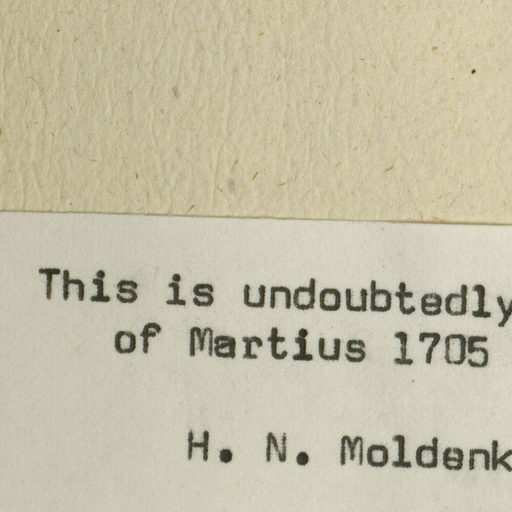 This is undoubtedly
of Martius 1705
H. N. Moldenk